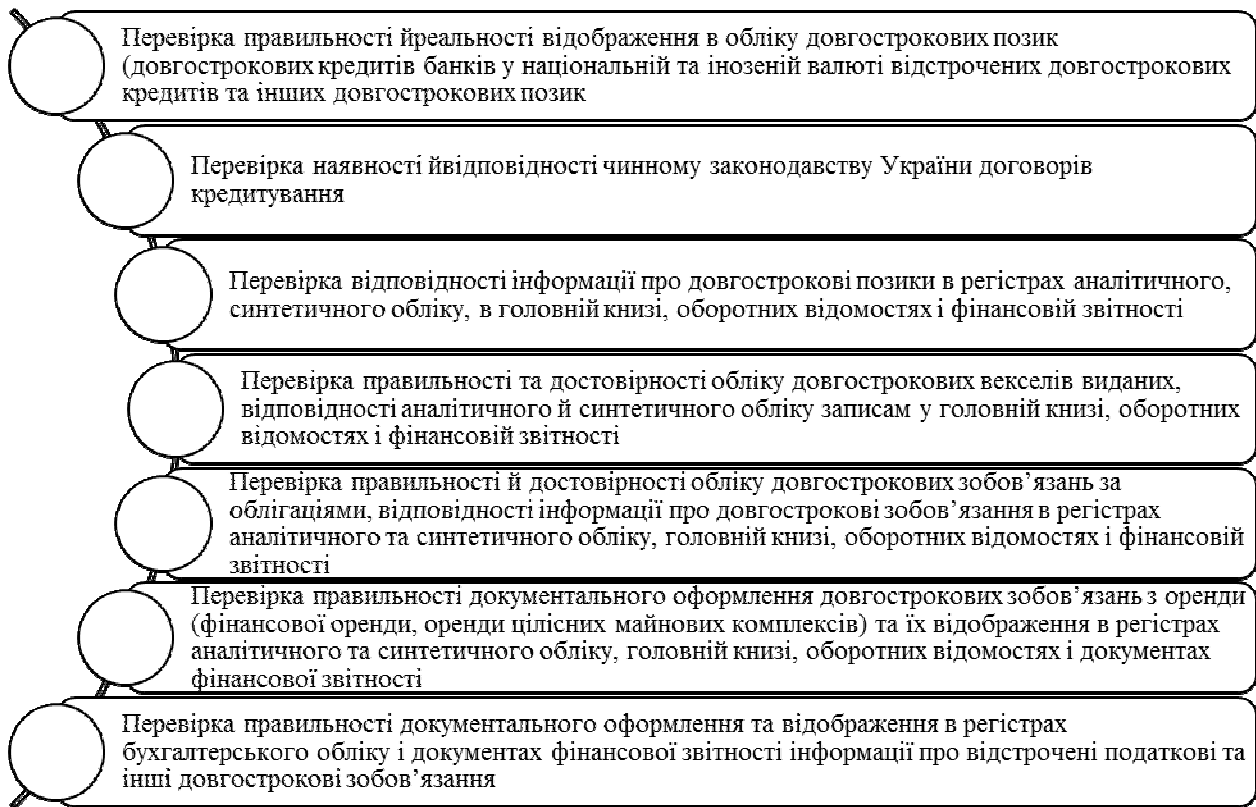 Перевірка правильності йреальності відображення в обліку довгострокових позик
(довгострокових кредитів банків у національній та інозеній валюті відстрочених довгострокових
кредитів та інших довгострокових позик
Перевірка наявності йвідповідності чинному законодавству України договорів
кредитування
Перевірка відповідності інформації про довгострокові позики в регістрах аналітичного,
синтетичного обліку, в головній книзі, оборотних відомостях і фінансовій звітності
Перевірка правильності та достовірності обліку довгострокових векселів виданих,
відповідності аналітичного й синтетичного обліку записам у головній книзі, оборотних
відомостях і фінансовій звітності
Перевірка правильності й достовірності обліку довгострокових зобов’язань за
облігаціями, відповідності інформації про довгострокові зобов’язання в регістрах
аналітичного та синтетичного обліку, головній книзі, оборотних відомостях і фінансовій
звітності
Перевірка правильності документального оформлення довгострокових зобов’язань з оренди
(фінансової оренди, оренди цілісних майнових комплексів) та їх відображення в регістрах
аналітичного та синтетичного обліку, головній книзі, оборотних відомостях і документах
фінансової звітності
Перевірка правильності документального оформлення та відображення в регістрах
бухгалтерського обліку і документах фінансової звітності інформації про відстрочені податкові та
інші довгострокові зобов’язання